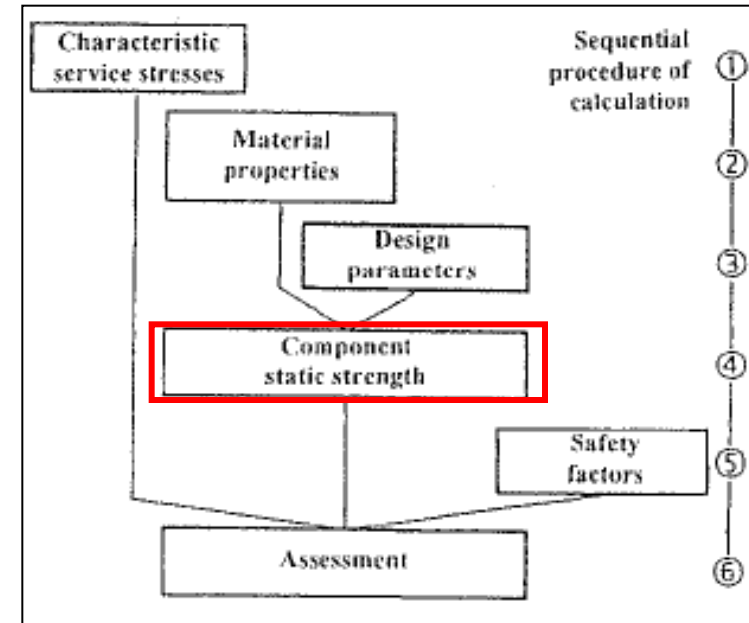 Characteristic
service stresses
Sequential
procedure of
calculation
①
Material
properties
②
Design
parameters
③
Component
static strength
④
Safety
factors
⑤
Assessment
⑥